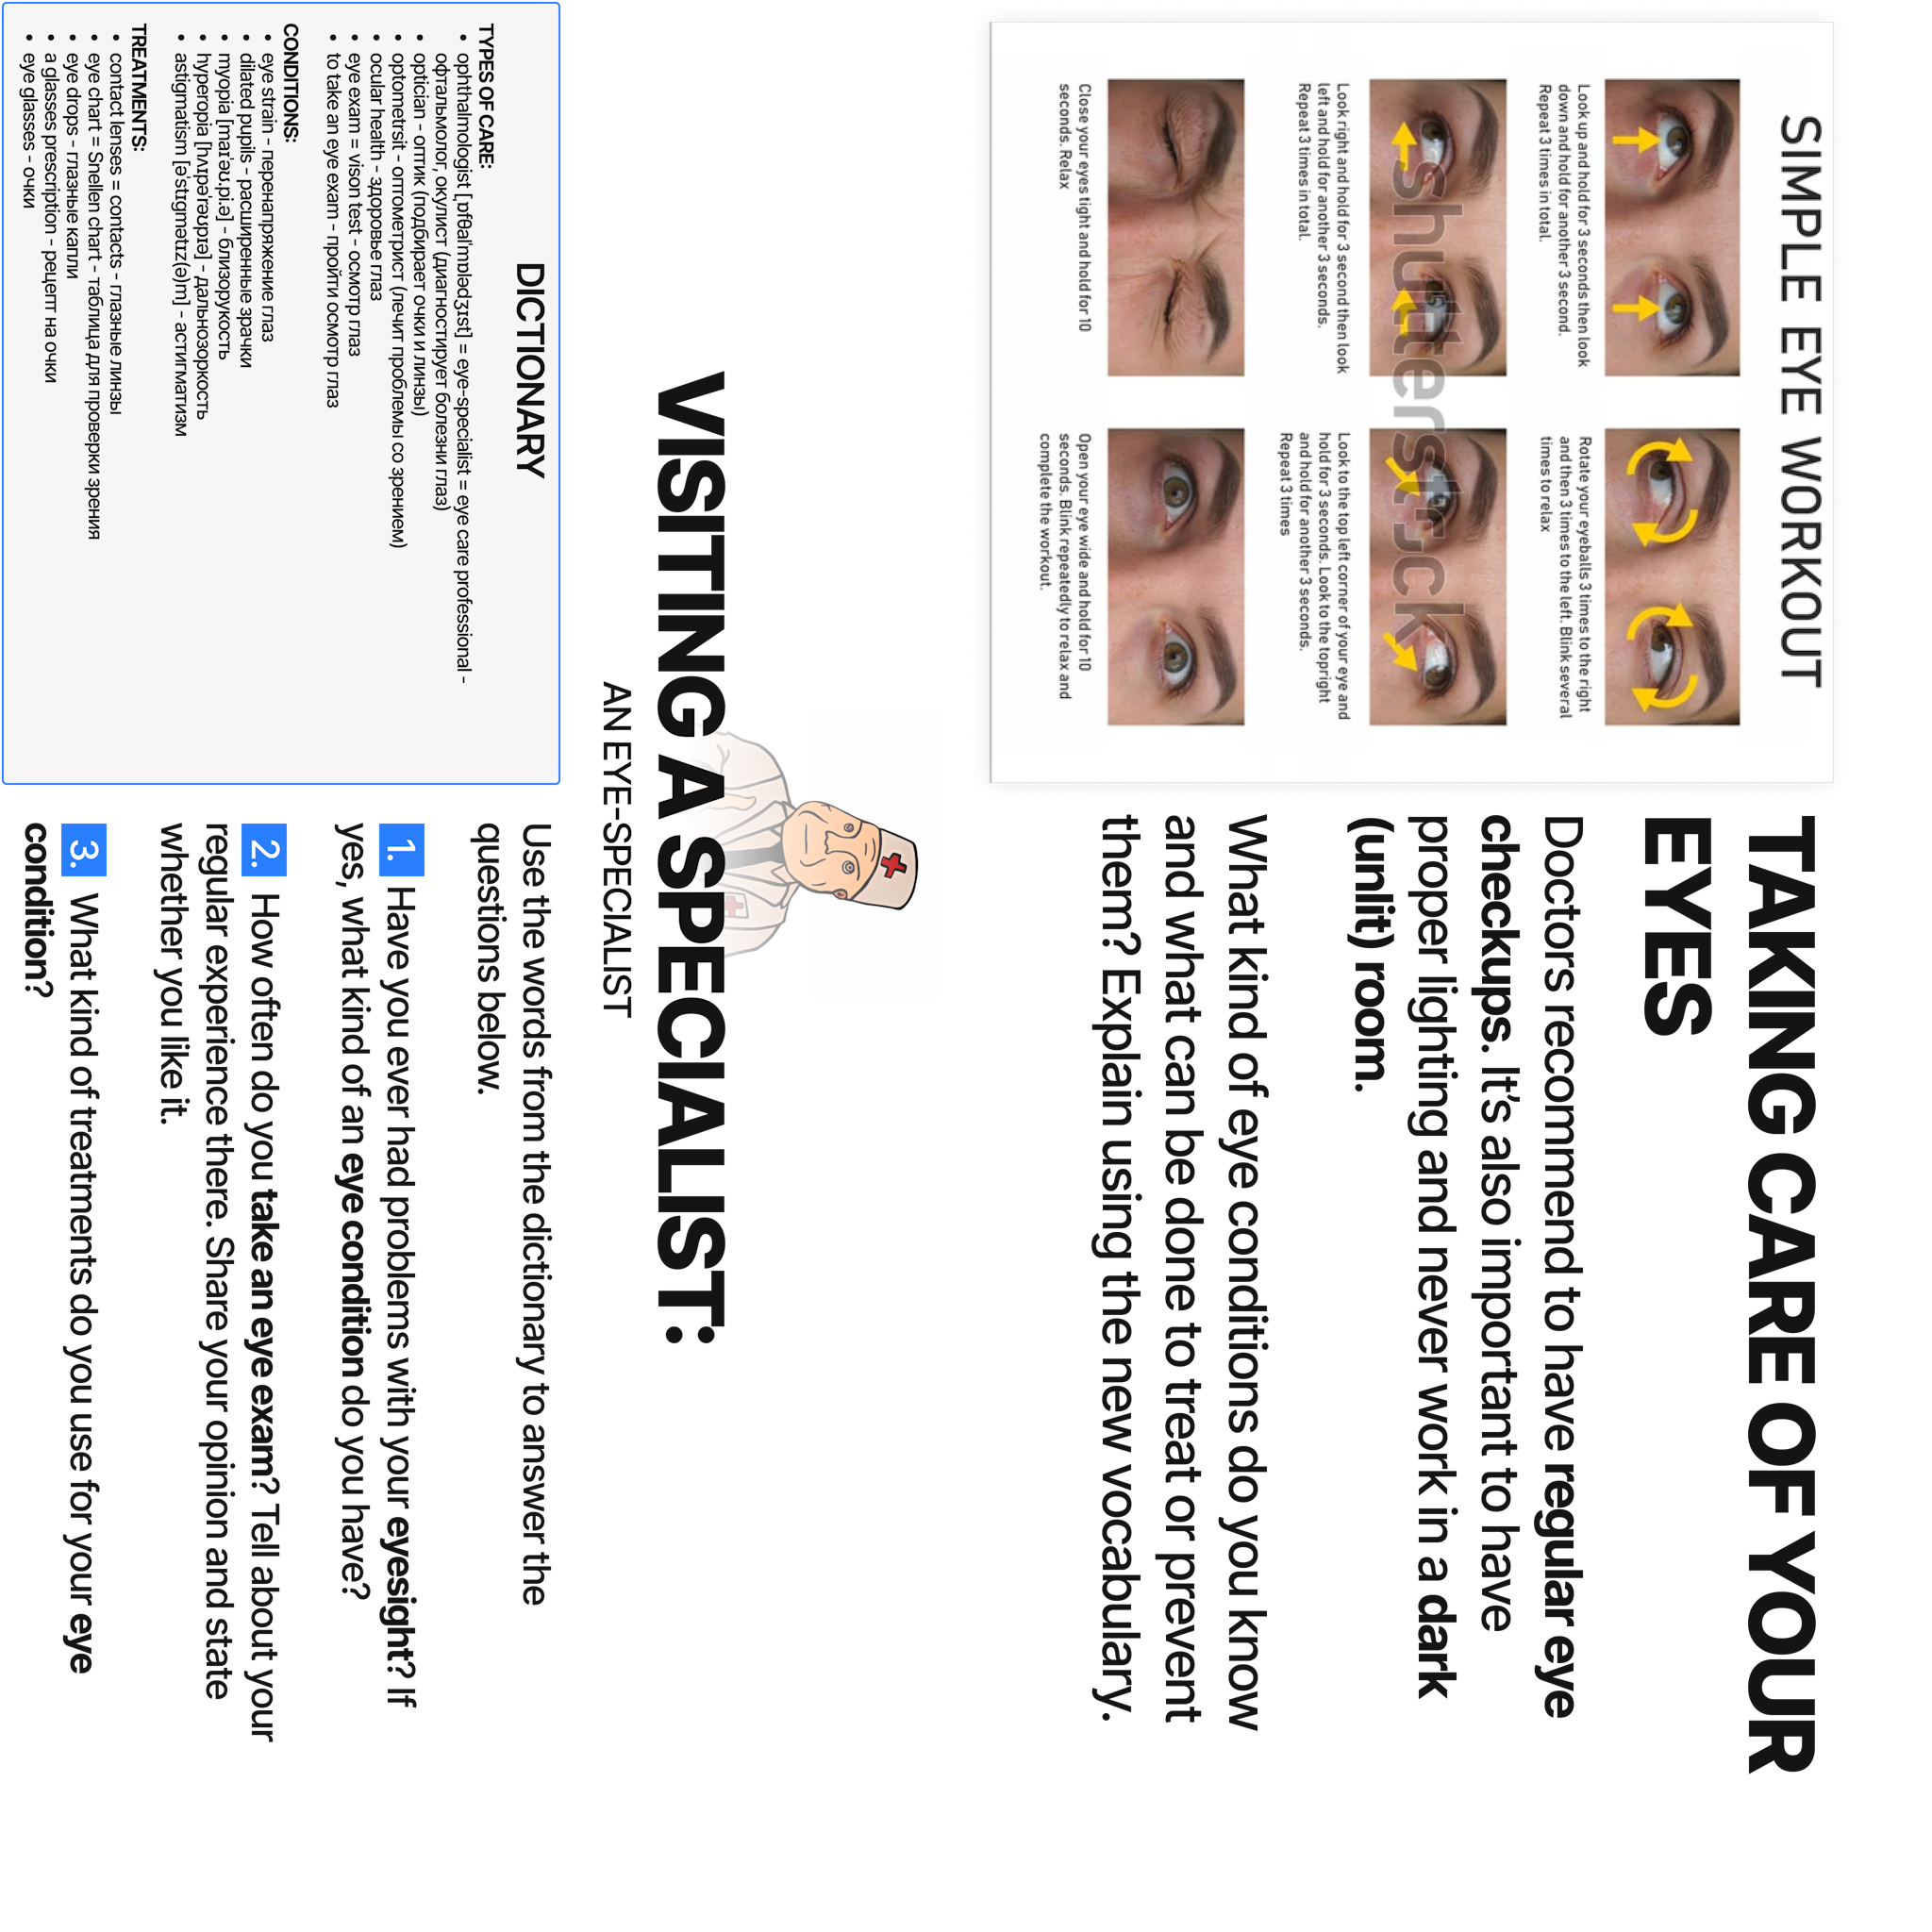 SIMPLE EYE WORKOUT
Look up and hold for 3 seconds then look
down and hold for another 3 second.
Repeat 3 times in total.
Rotate your eyeballs 3 times to the right
and then 3 times to the left. Blink several
times to relax
Look right and hold for 3 second then look
left and hold for another 3 seconds.
Repeat 3 times in total.
Look to the top left corner of your eye and
hold for 3 seconds. Look to the topright
and hold for another 3 seconds.
Repeat 3 times
shutterstock
Close your eyes tight and hold for 10
seconds. Relax
Open your eye wide and hold for 10
seconds. Blink repeatedly to relax and
complete the workout.
TAKING CARE OF YOUR
EYES
Doctors recommend to have regular eye
checkups. It's also important to have
proper lighting and never work in a dark
(unlit) room.
What kind of eye conditions do you know
and what can be done to treat or prevent
them? Explain using the new vocabulary.
VISITING A SPECIALIST:
AN EYE-SPECIALIST
DICTIONARY
TYPES OF CARE:
• ophthalmologist [ˌɒfθalˈmɒlədʒɪst] = eye-specialist = eye care professional -
офтальмолог, окулист (диагностирует болезни глаз)
• optician - оптик (подбирает очки и линзы)
• optometrsit - оптометрист (лечит проблемы со зрением)
• ocular health - здоровье глаз
• eye exam = vison test - осмотр глаз
• to take an eye exam - пройти осмотр глаз
CONDITIONS:
• eye strain - перенапряжение глаз
• dilated pupils - расширенные зрачки
• myopia [maɪˈəʊ.pi.ə] - близорукость
• hyperopia [hʌɪpəˈrəʊpɪə] - дальнозоркость
• astigmatism [əˈstɪɡmətɪz(ə)m] - астигматизм
TREATMENTS:
• contact lenses = contacts - глазные линзы
• eye chart = Snellen chart - таблица для проверки зрения
• eye drops - глазные капли
• a glasses prescription - рецепт на очки
• eye glasses - очки
Use the words from the dictionary to answer the
questions below.
1. Have you ever had problems with your eyesight? If
yes, what kind of an eye condition do you have?
2. How often do you take an eye exam? Tell about your
regular experience there. Share your opinion and state
whether you like it.
3. What kind of treatments do you use for your eye
condition?